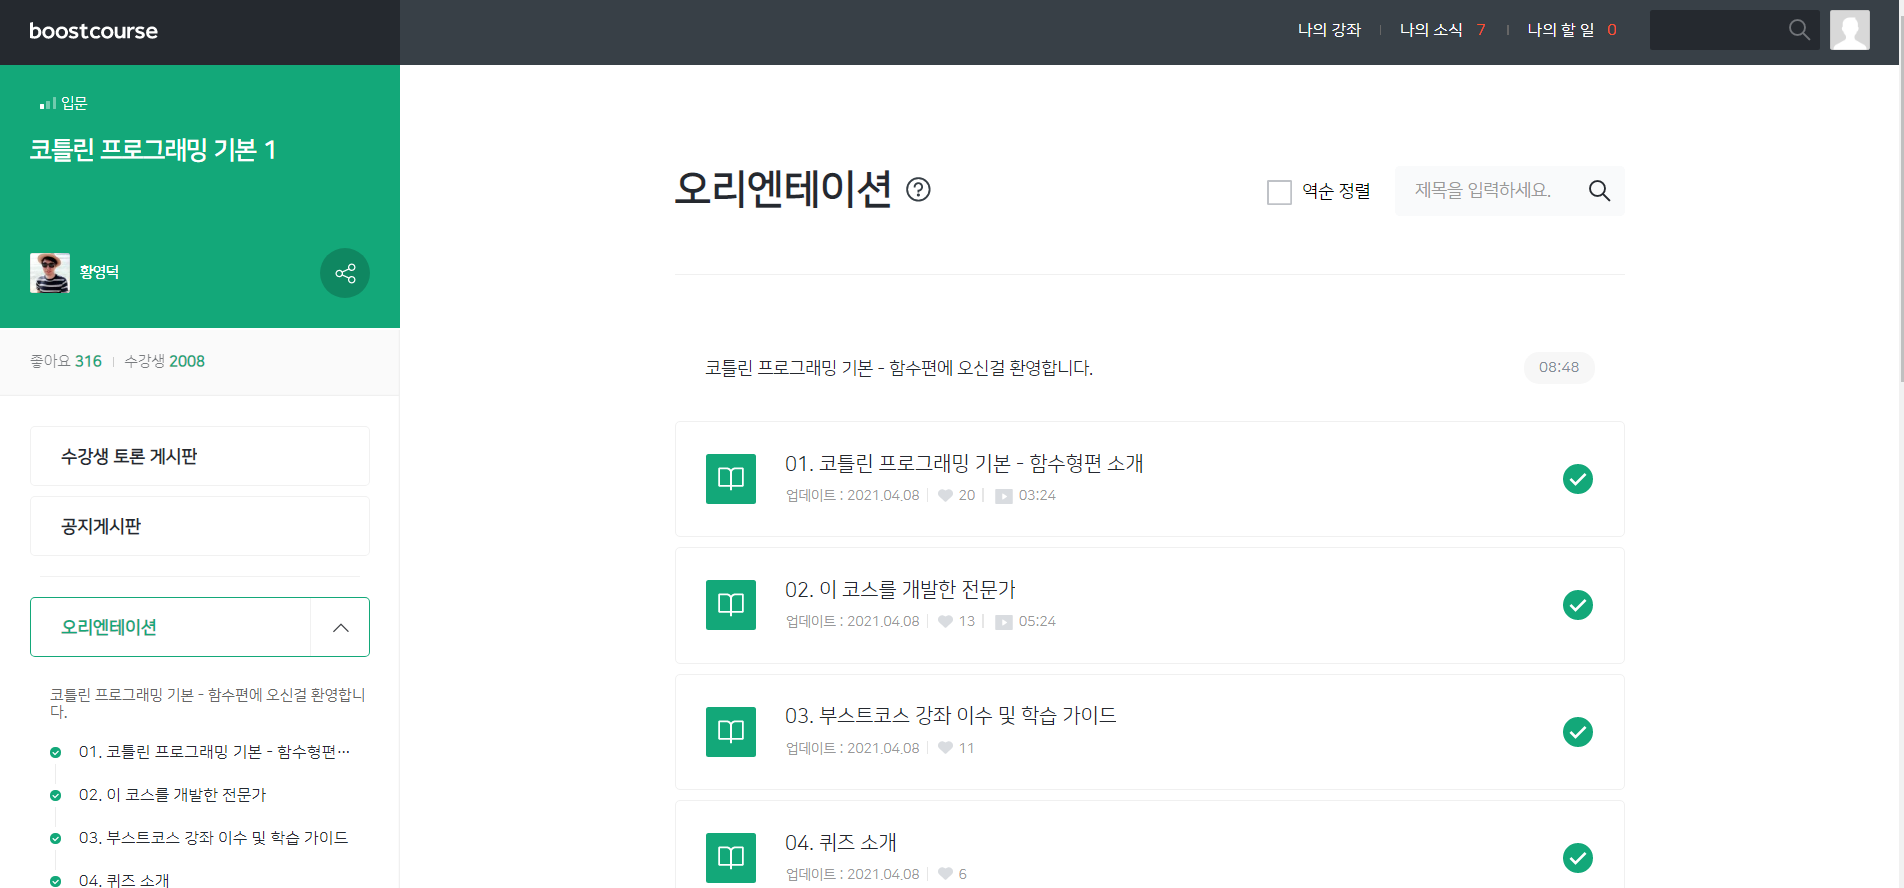 boostcourse
나의 강좌 나의 소식 7 나의 할 일 0
입문
코틀린 프로그래밍 기본 1
황영덕
좋아요 316 수강생 2008
수강생 토론 게시판
공지게시판
오리엔테이션
코틀린 프로그래밍 기본 - 함수편에 오신걸 환영합니
다.
01. 코틀린 프로그래밍 기본 - 함수형편…
02. 이 코스를 개발한 전문가
03. 부스트코스 강좌 이수 및 학습 가이드
04. 퀴즈 소개
오리엔테이션 ?
역순 정렬
제목을 입력하세요.
코틀린 프로그래밍 기본 - 함수편에 오신걸 환영합니다.
08:48
01. 코틀린 프로그래밍 기본 - 함수형편 소개
업데이트 : 2021.04.08 20 03:24
02. 이 코스를 개발한 전문가
업데이트 : 2021.04.08 13 05:24
03. 부스트코스 강좌 이수 및 학습 가이드
업데이트 : 2021.04.08 11
04. 퀴즈 소개
업데이트 : 2021.04.08 6